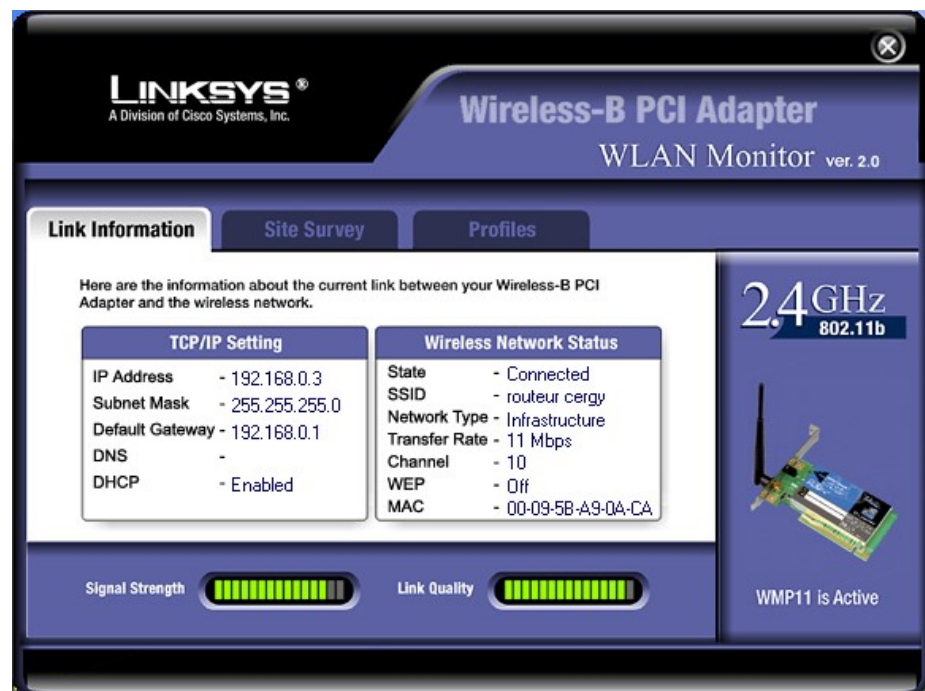 LINKSYS®
A Division of Cisco Systems, Inc.
Wireless-B PCI Adapter
WLAN Monitor ver. 2.0
Link Information
Site Survey
Profiles
Here are the information about the current link between your Wireless-B PCI
Adapter and the wireless network.
TCP/IP Setting
IP Address - 192.168.0.3
Subnet Mask - 255.255.255.0
Default Gateway - 192.168.0.1
DNS -
DHCP - Enabled
Wireless Network Status
State - Connected
SSID - routeur cergy
Network Type - Infrastructure
Transfer Rate - 11 Mbps
Channel - 10
WEP - Off
MAC - 00-09-5B-A9-0A-CA
2,4GHz
802.11b
Signal Strength
Link Quality
WMP11 is Active